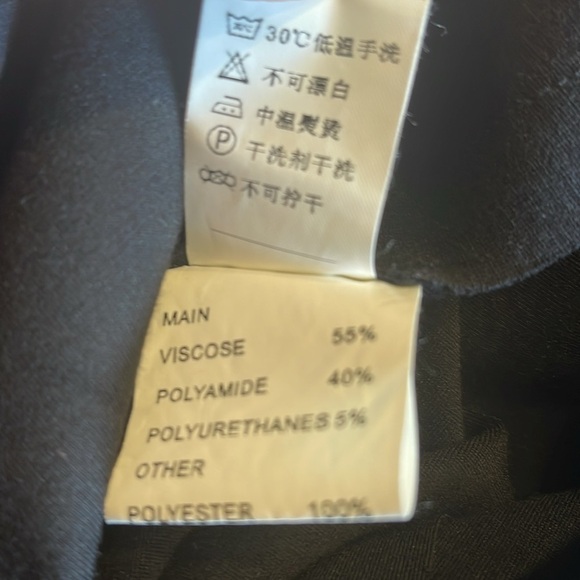 30℃低温手洗
不可漂白
中温熨烫
P 干洗剂干洗
不可拧干
MAIN
VISCOSE 55%
POLYAMIDE 40%
POLYURETHANES 5%
OTHER
POLYESTER 100%